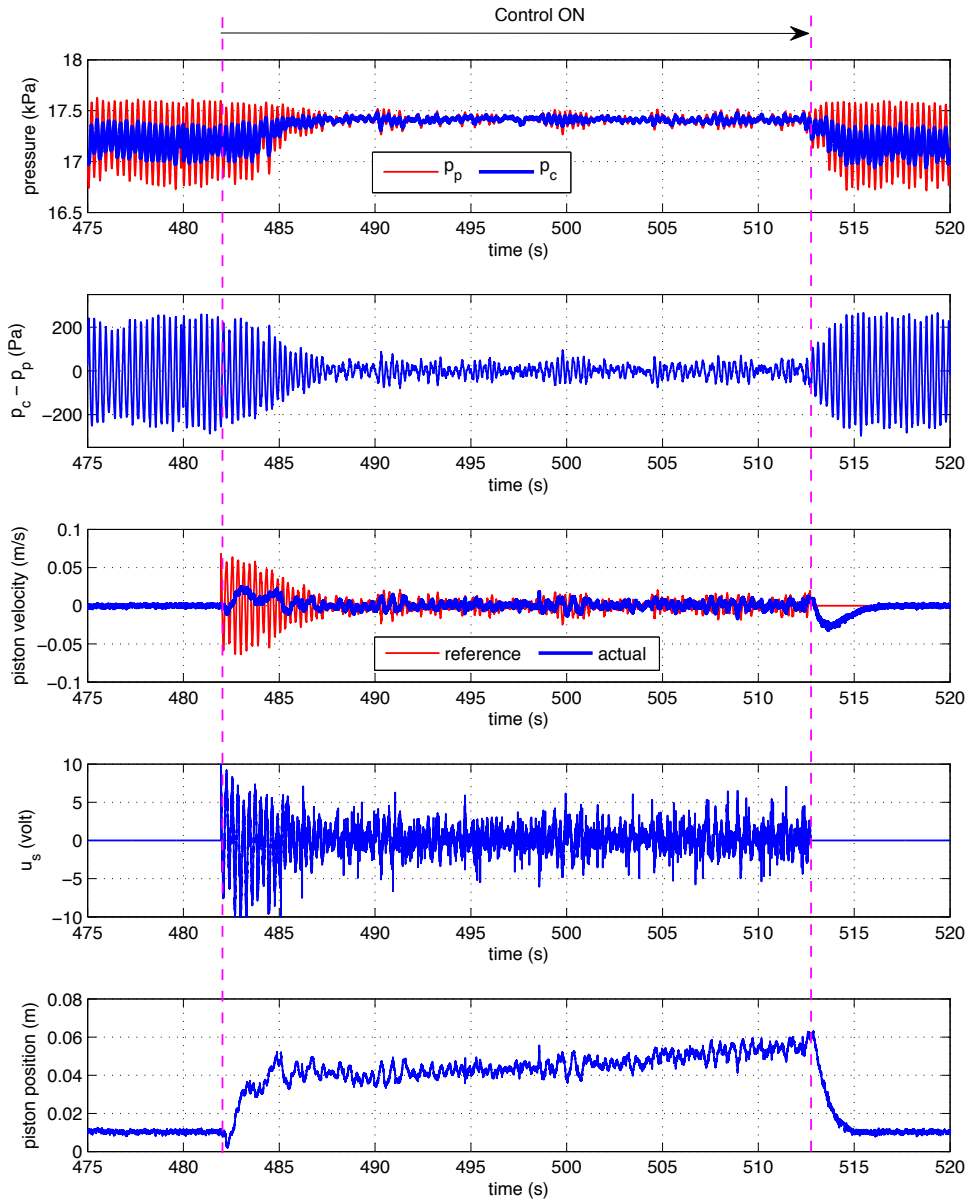 Control ON
18
17.5
17
16.5
pressure (kPa)
p_p p_c
475 480 485 490 495 500 505 510 515 520
time (s)
200
0
−200
p_c − p_p (Pa)
475 480 485 490 495 500 505 510 515 520
time (s)
0.1
0.05
0
−0.05
−0.1
piston velocity (m/s)
reference actual
475 480 485 490 495 500 505 510 515 520
time (s)
10
5
0
−5
−10
u_s (volt)
475 480 485 490 495 500 505 510 515 520
time (s)
0.08
0.06
0.04
0.02
0
piston position (m)
475 480 485 490 495 500 505 510 515 520
time (s)